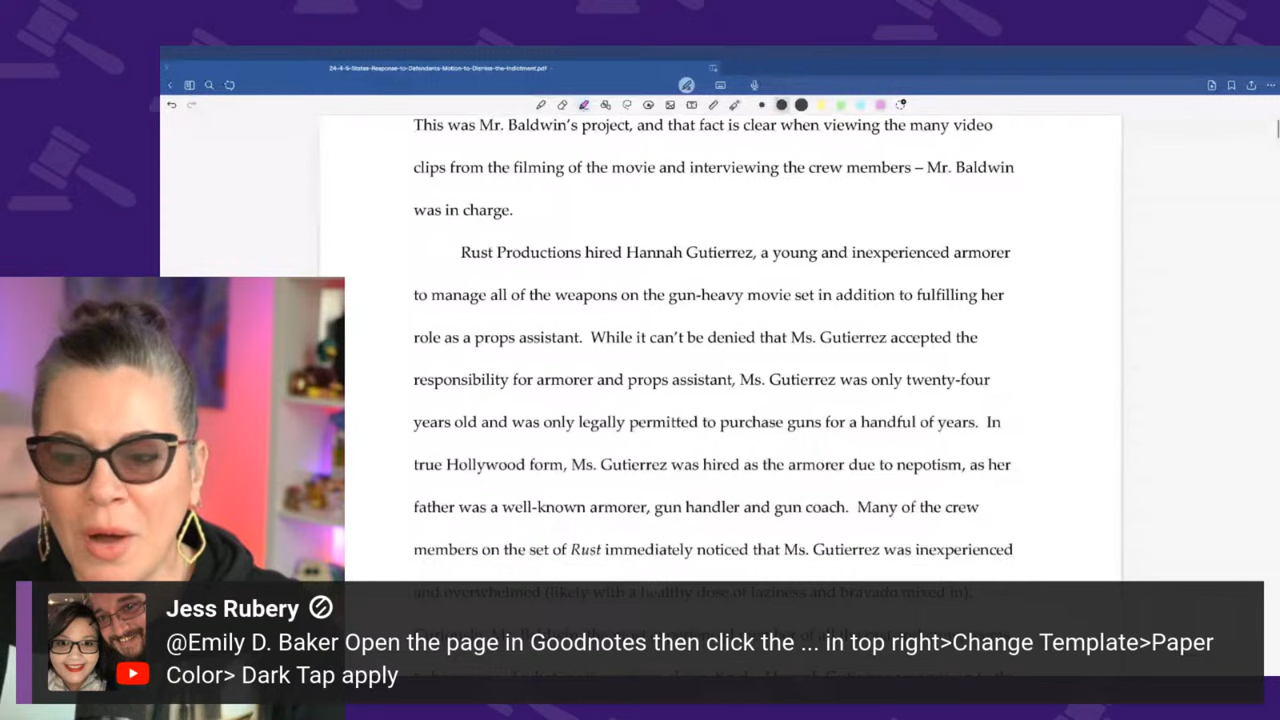 24-4-5-States-Response-to-Defendants-Motion-to-Dismiss-the-Indictment.pdf
This was Mr. Baldwin's project, and that fact is clear when viewing the many video
clips from the filming of the movie and interviewing the crew members – Mr. Baldwin
was in charge.
Rust Productions hired Hannah Gutierrez, a young and inexperienced armorer
to manage all of the weapons on the gun-heavy movie set in addition to fulfilling her
role as a props assistant. While it can't be denied that Ms. Gutierrez accepted the
responsibility for armorer and props assistant, Ms. Gutierrez was only twenty-four
years old and was only legally permitted to purchase guns for a handful of years. In
true Hollywood form, Ms. Gutierrez was hired as the armorer due to nepotism, as her
father was a well-known armorer, gun handler and gun coach. Many of the crew
members on the set of Rust immediately noticed that Ms. Gutierrez was inexperienced
and overwhelmed (likely with a healthy dose of laziness and bravado mixed in).
Jess Rubery
@Emily D. Baker Open the page in Goodnotes then click the ... in top right>Change Template>Paper
Color> Dark Tap apply